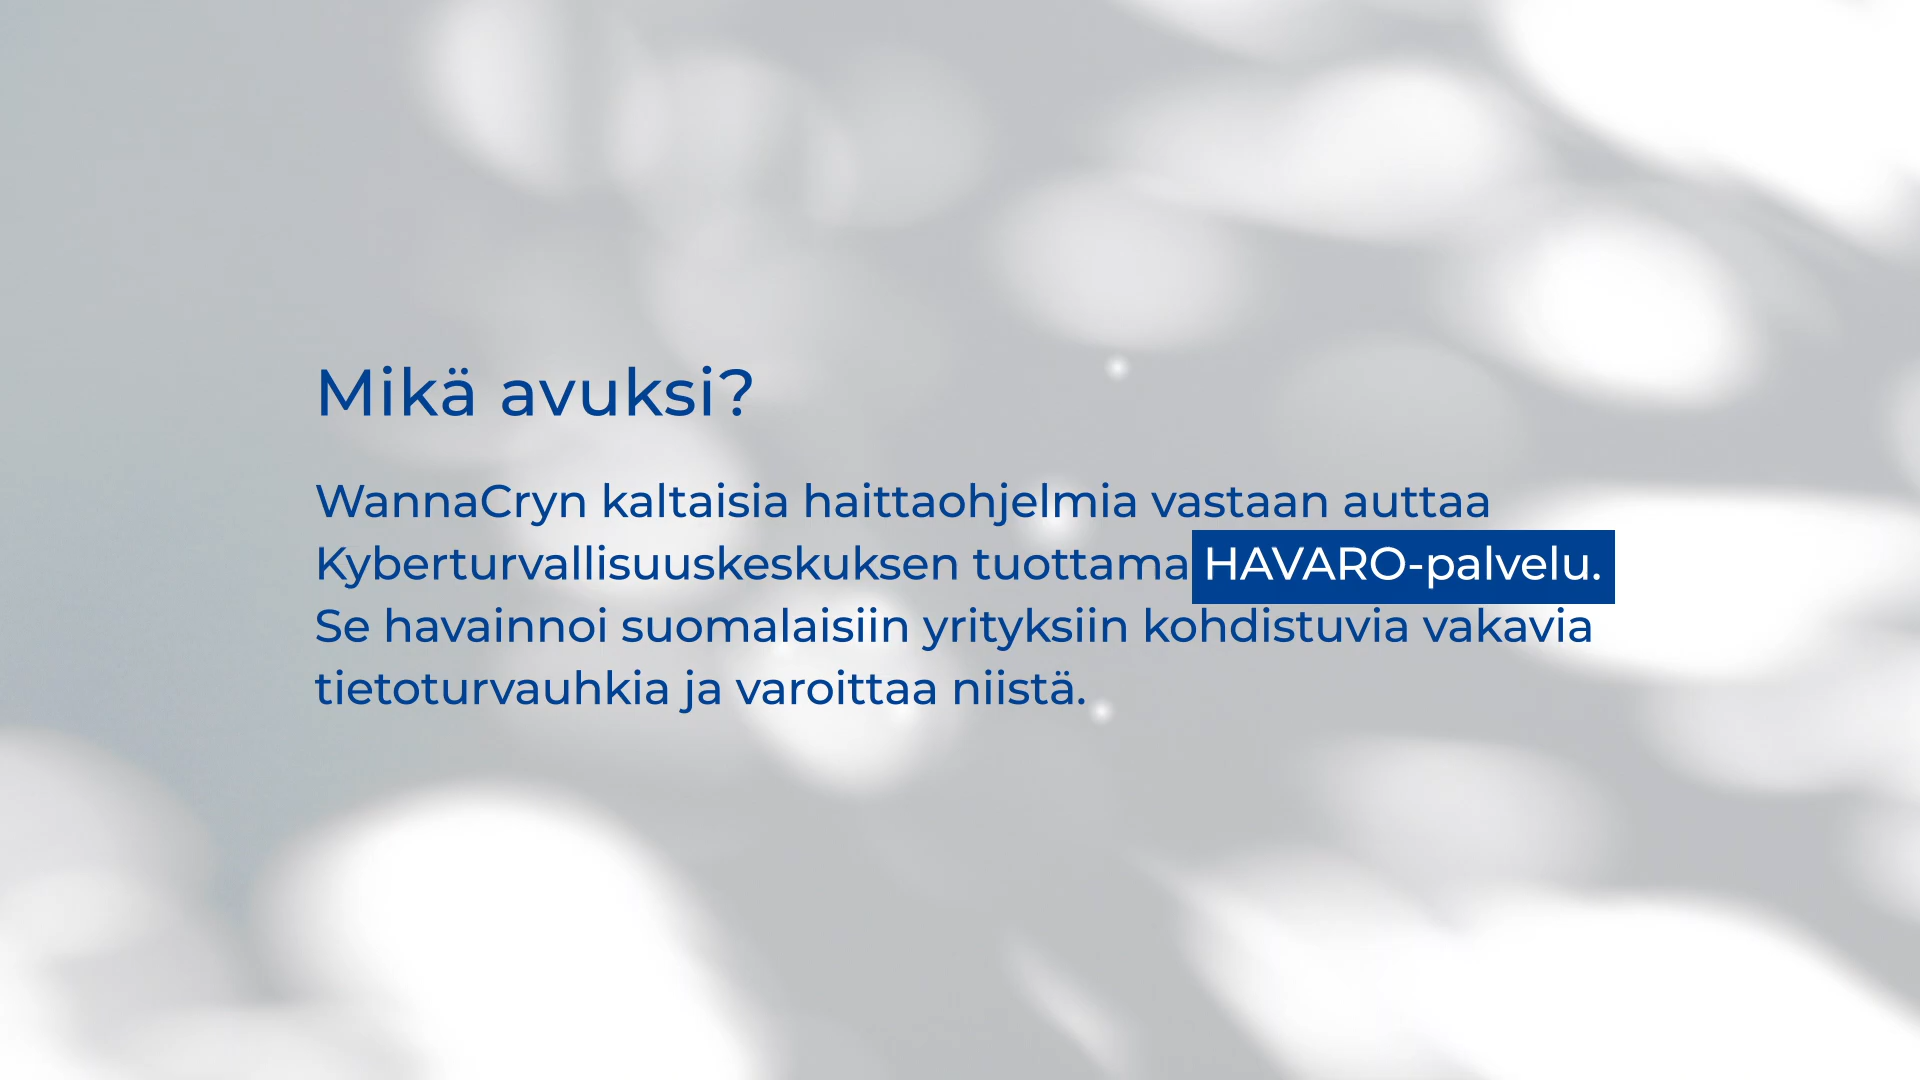 Mikä avuksi?
WannaCryn kaltaisia haittaohjelmia vastaan auttaa
Kyberturvallisuuskeskuksen tuottama HAVARO-palvelu.
Se havainnoi suomalaisiin yrityksiin kohdistuvia vakavia
tietoturvauhkia ja varoittaa niistä.